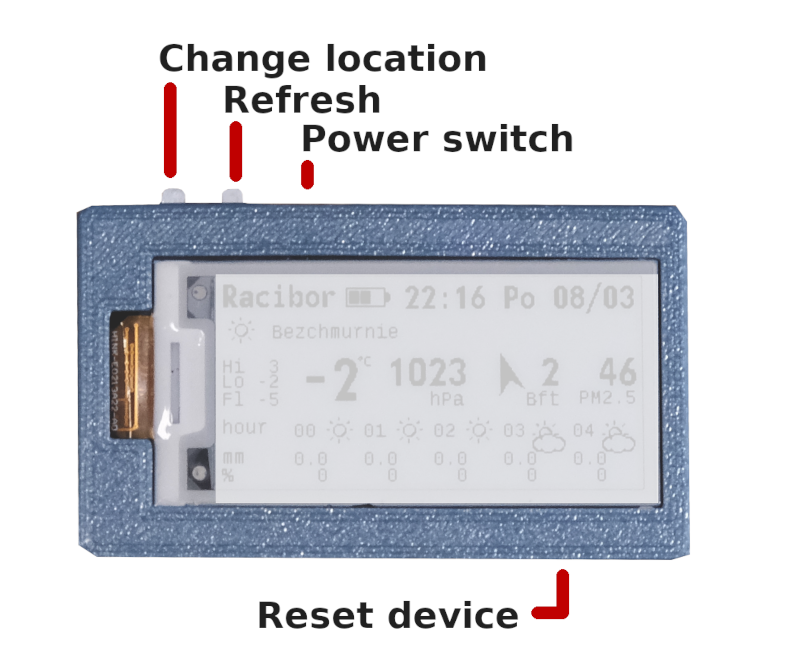 Change location
Refresh
Power switch
Racibor 22:16 Po 08/03
Bezchmurnie
Hi 3
Lo -2
Fl -5
-2 °C
1023
hPa
2
Bft
46
PM2.5
hour 00 01 02 03 04
mm 0.0 0.0 0.0 0.0 0.0
% 0 0 0 0 0
Reset device